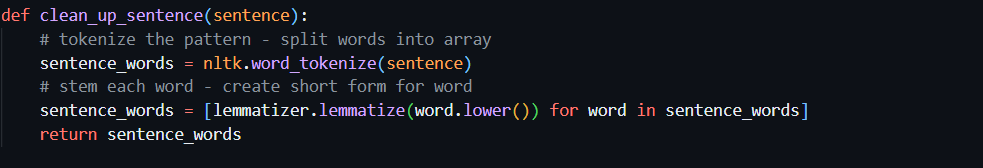 def clean_up_sentence(sentence):
    # tokenize the pattern - split words into array
    sentence_words = nltk.word_tokenize(sentence)
    # stem each word - create short form for word
    sentence_words = [lemmatizer.lemmatize(word.lower()) for word in sentence_words]
    return sentence_words